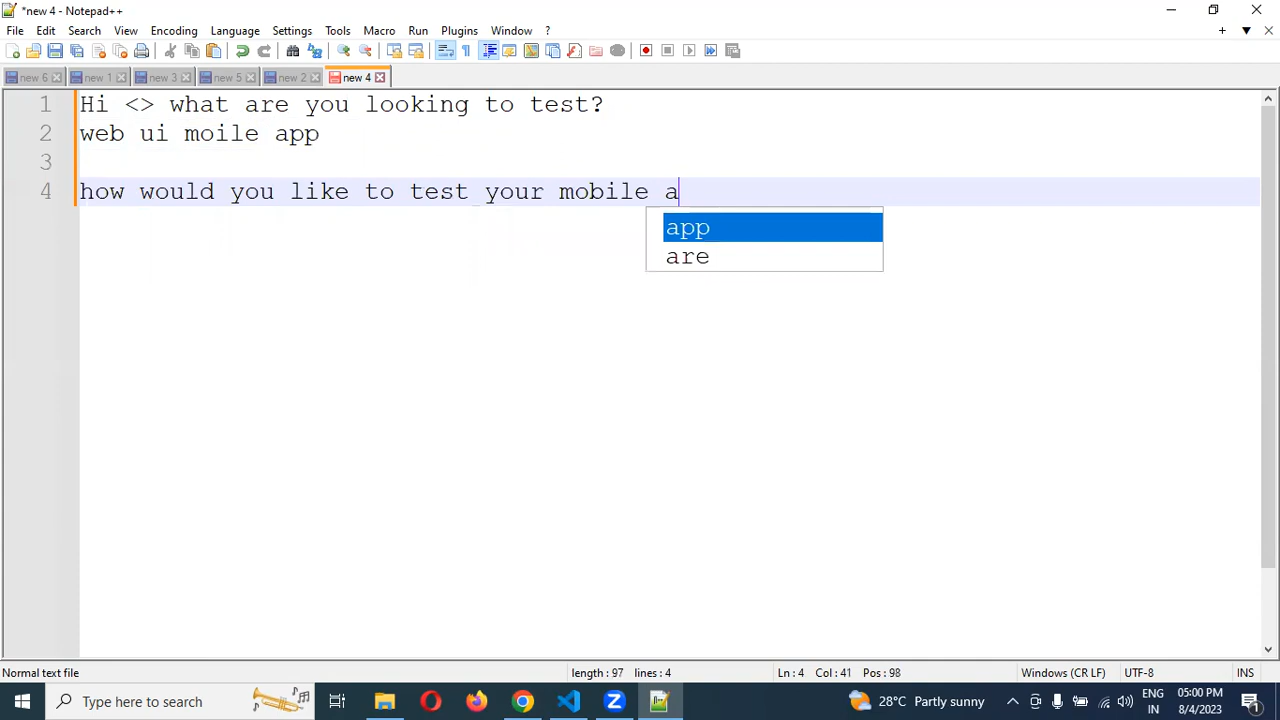 *new 4 - Notepad++
File Edit Search View Encoding Language Settings Tools Macro Run Plugins Window ?
new 6 new 1 new 3 new 5 new 2 new 4
1 Hi <> what are you looking to test?
2 web ui moile app
3
4 how would you like to test your mobile a
app
are
Normal text file length : 97 lines : 4 Ln : 4 Col : 41 Pos : 98 Windows (CR LF) UTF-8 INS
Type here to search 28°C Partly sunny ENG IN 05:00 PM 8/4/2023 1